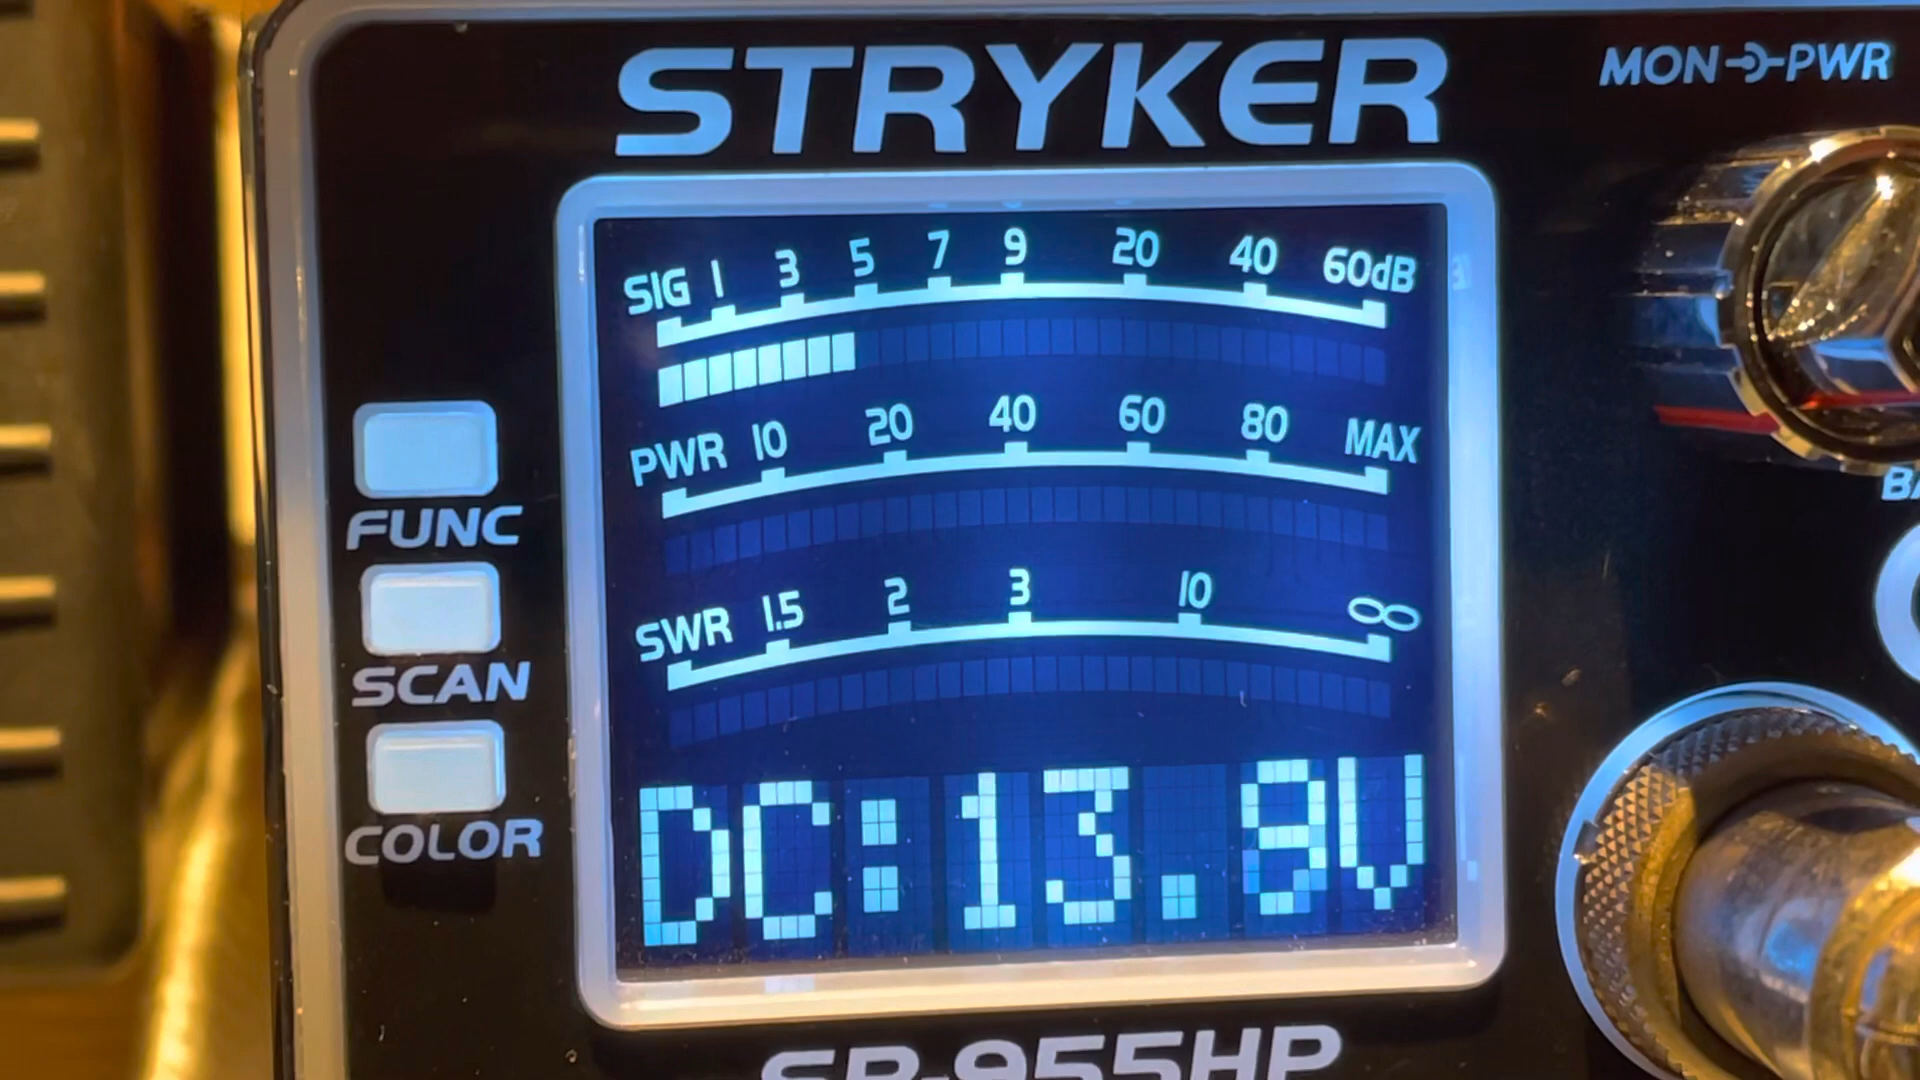 STRYKER
MON PWR
SIG 1 3 5 7 9 20 40 60dB
PWR 10 20 40 60 80 MAX
SWR 1.5 2 3 10 ∞
DC:13.8V
FUNC
SCAN
COLOR
SR-955HP